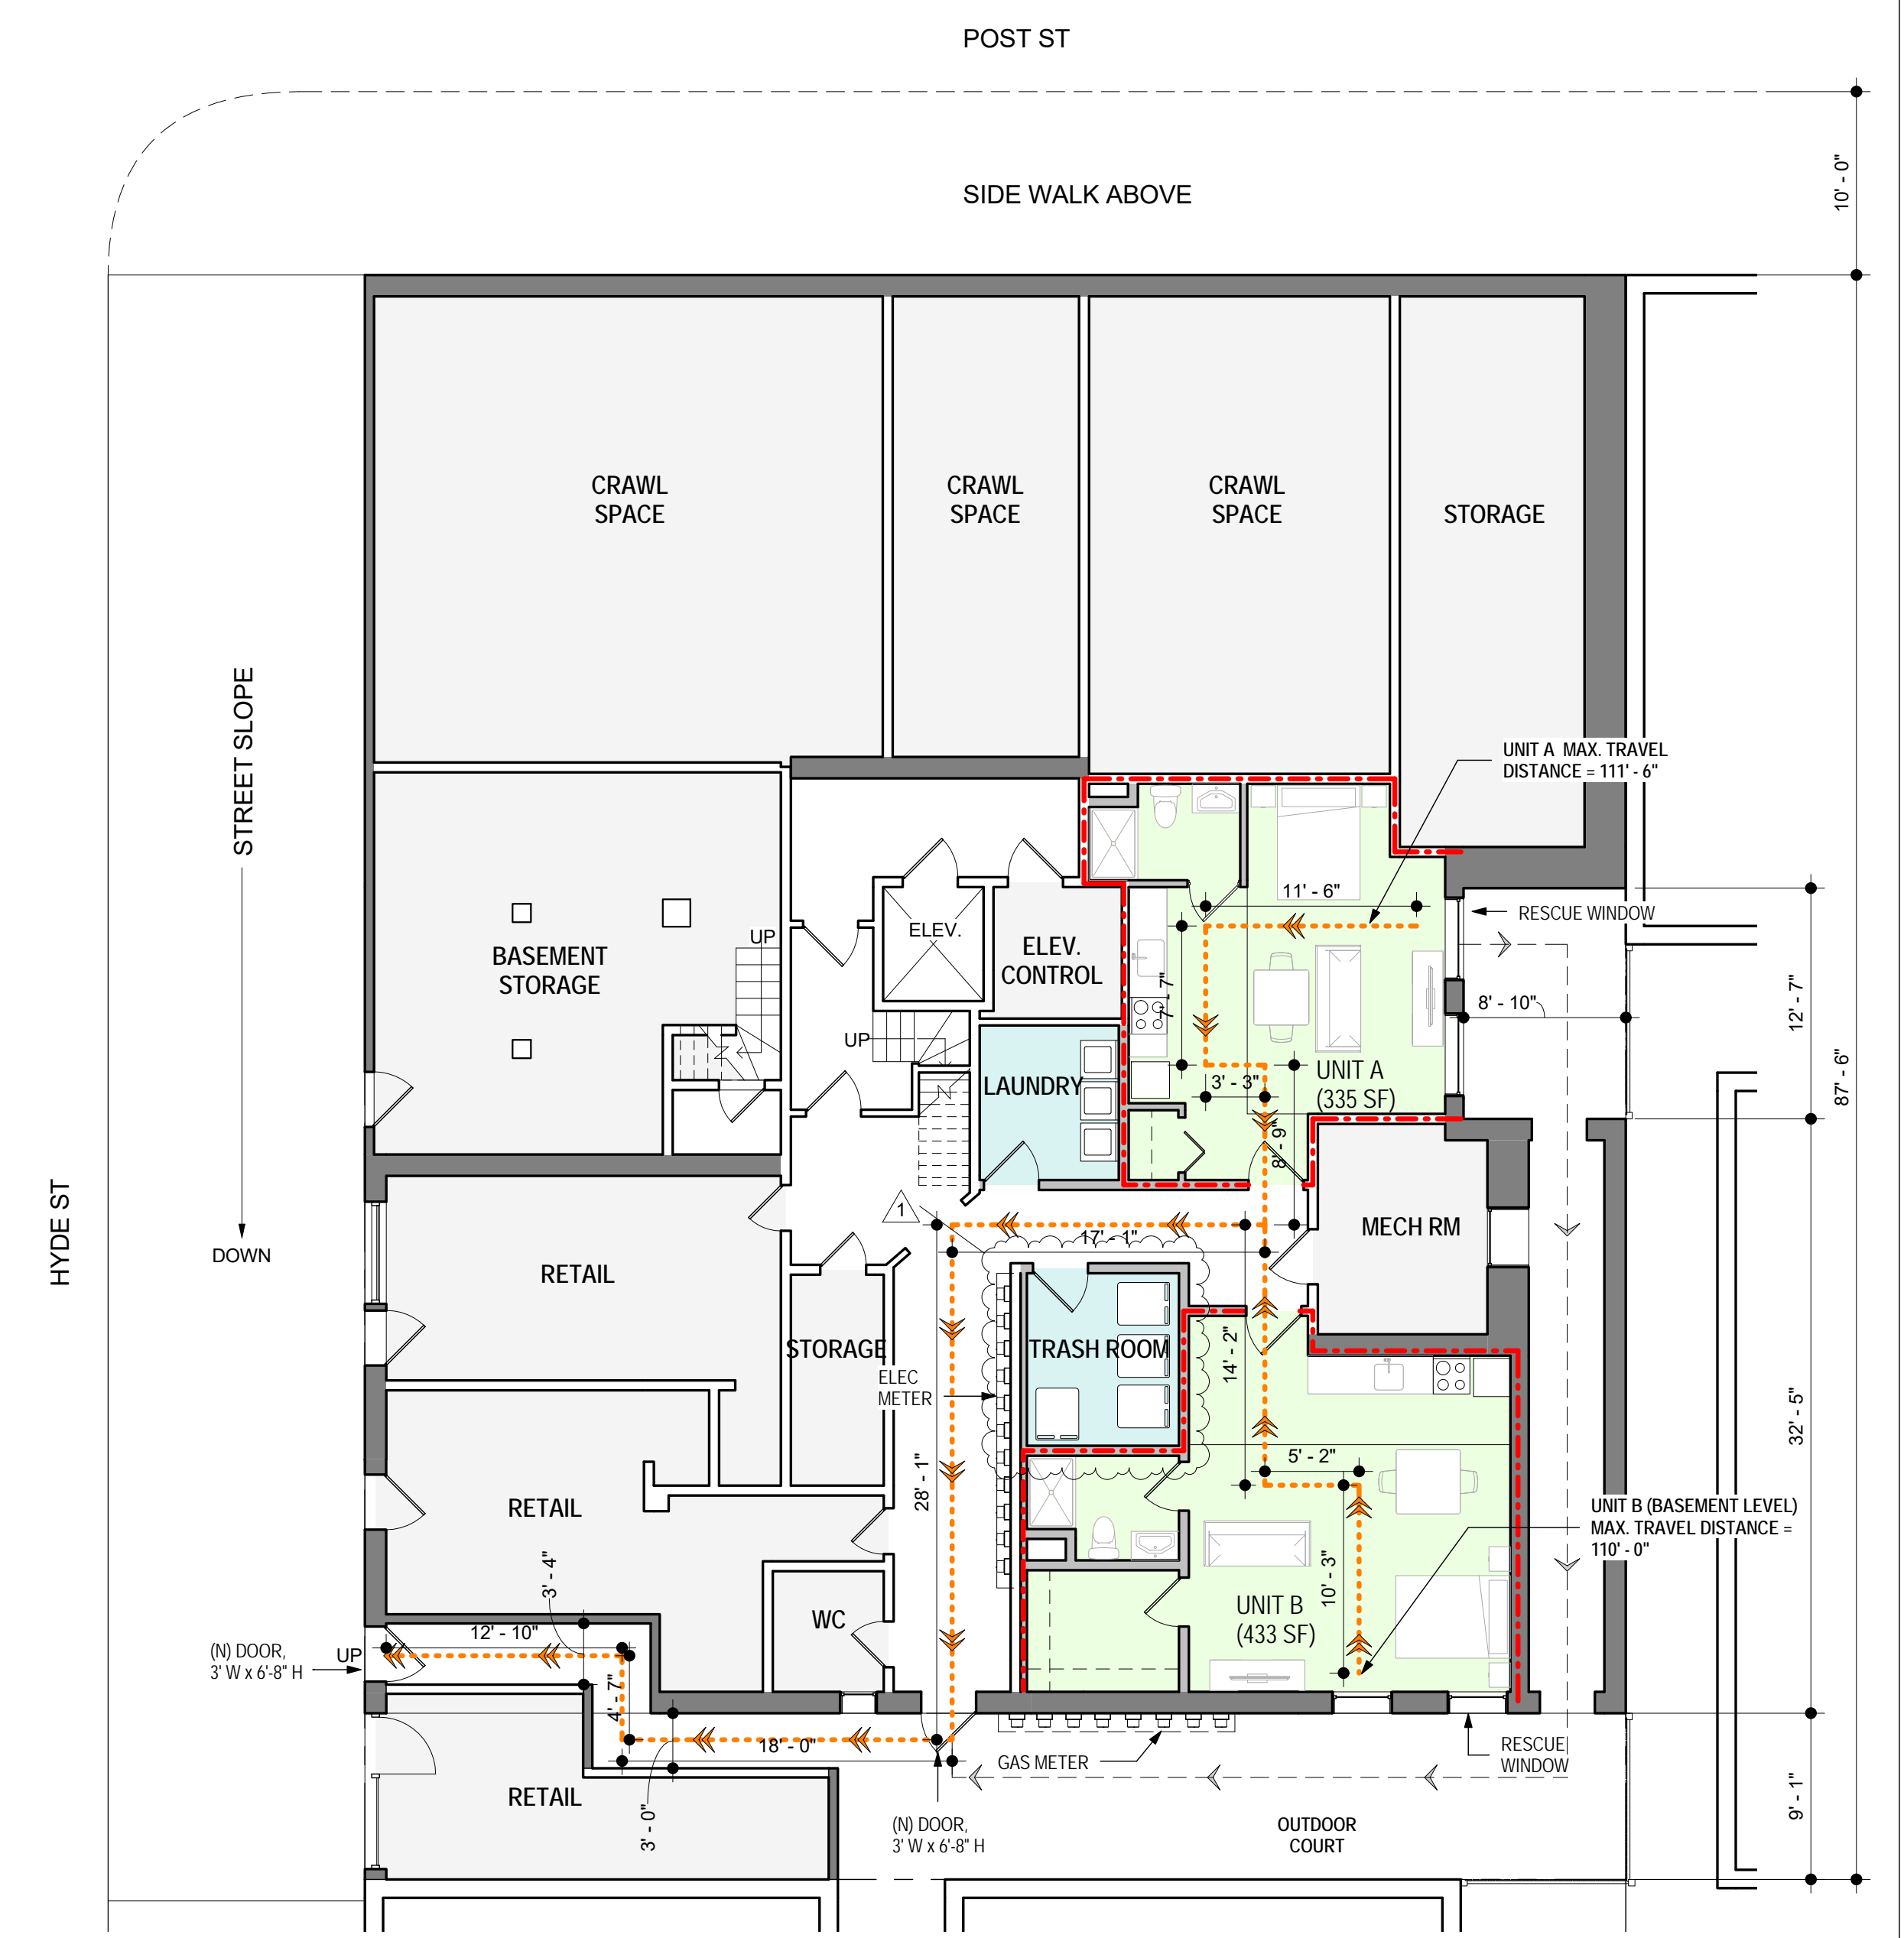 POST ST
10' - 0"
SIDE WALK ABOVE
CRAWL
SPACE
CRAWL
SPACE
CRAWL
SPACE
STORAGE
STREET SLOPE
DOWN
HYDE ST
UNIT A  MAX. TRAVEL
DISTANCE = 111' - 6"
11' - 6"
RESCUE WINDOW
UP
ELEV.
BASEMENT
STORAGE
ELEV.
CONTROL
7' - 7"
8' - 10"
12' - 7"
87' - 6"
UP
LAUNDRY
3' - 3"
UNIT A
(335 SF)
8' - 9"
1
17' - 1"
MECH RM
RETAIL
STORAGE
TRASH ROOM
14' - 2"
ELEC
METER
32' - 5"
28' - 1"
5' - 2"
RETAIL
UNIT B (BASEMENT LEVEL)
MAX. TRAVEL DISTANCE =
110' - 0"
3' - 4"
10' - 3"
UNIT B
(433 SF)
WC
12' - 10"
(N) DOOR,
3' W x 6'-8" H
UP
4' - 7"
18' - 0"
GAS METER
RESCUE
WINDOW
RETAIL
3' - 0"
9' - 1"
(N) DOOR,
3' W x 6'-8" H
OUTDOOR
COURT